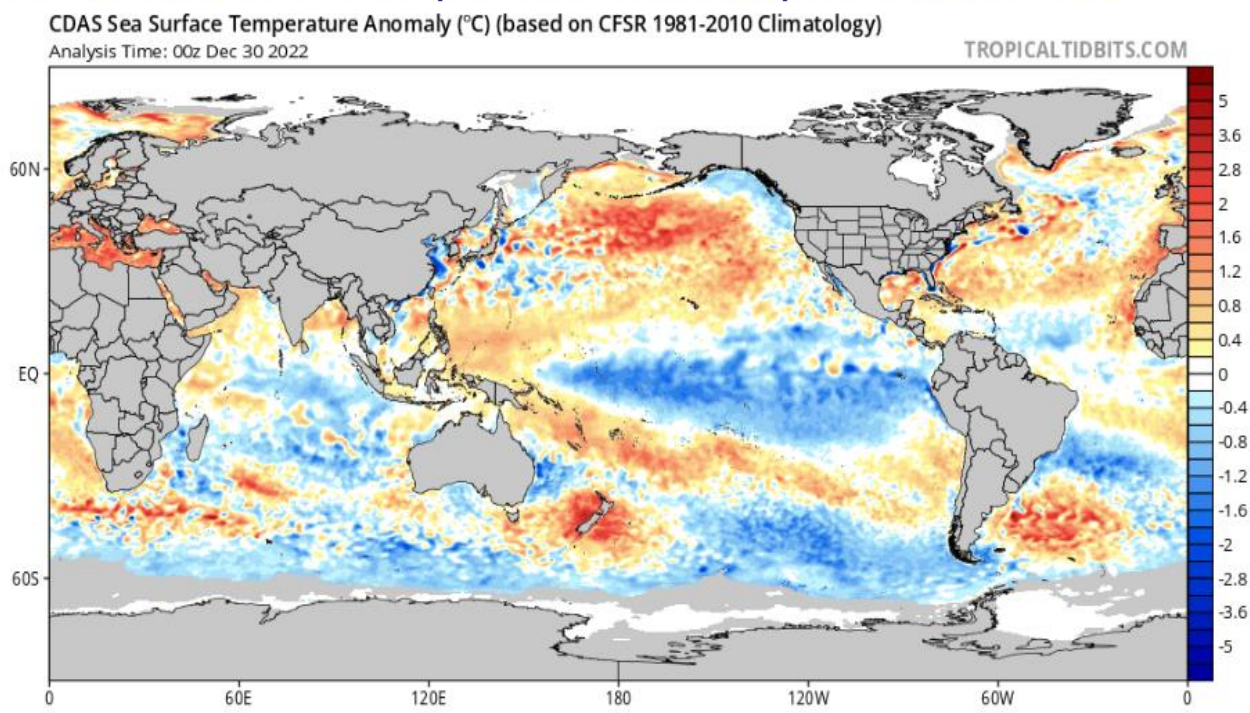 CDAS Sea Surface Temperature Anomaly (°C) (based on CFSR 1981-2010 Climatology)
Analysis Time: 00z Dec 30 2022
TROPICALTIDBITS.COM
60N
EQ
60S
0
60E
120E
180
120W
60W
0
5
3.6
2.8
2
1.6
1.2
0.8
0.4
0
-0.4
-0.8
-1.2
-1.6
-2
-2.8
-3.6
-5